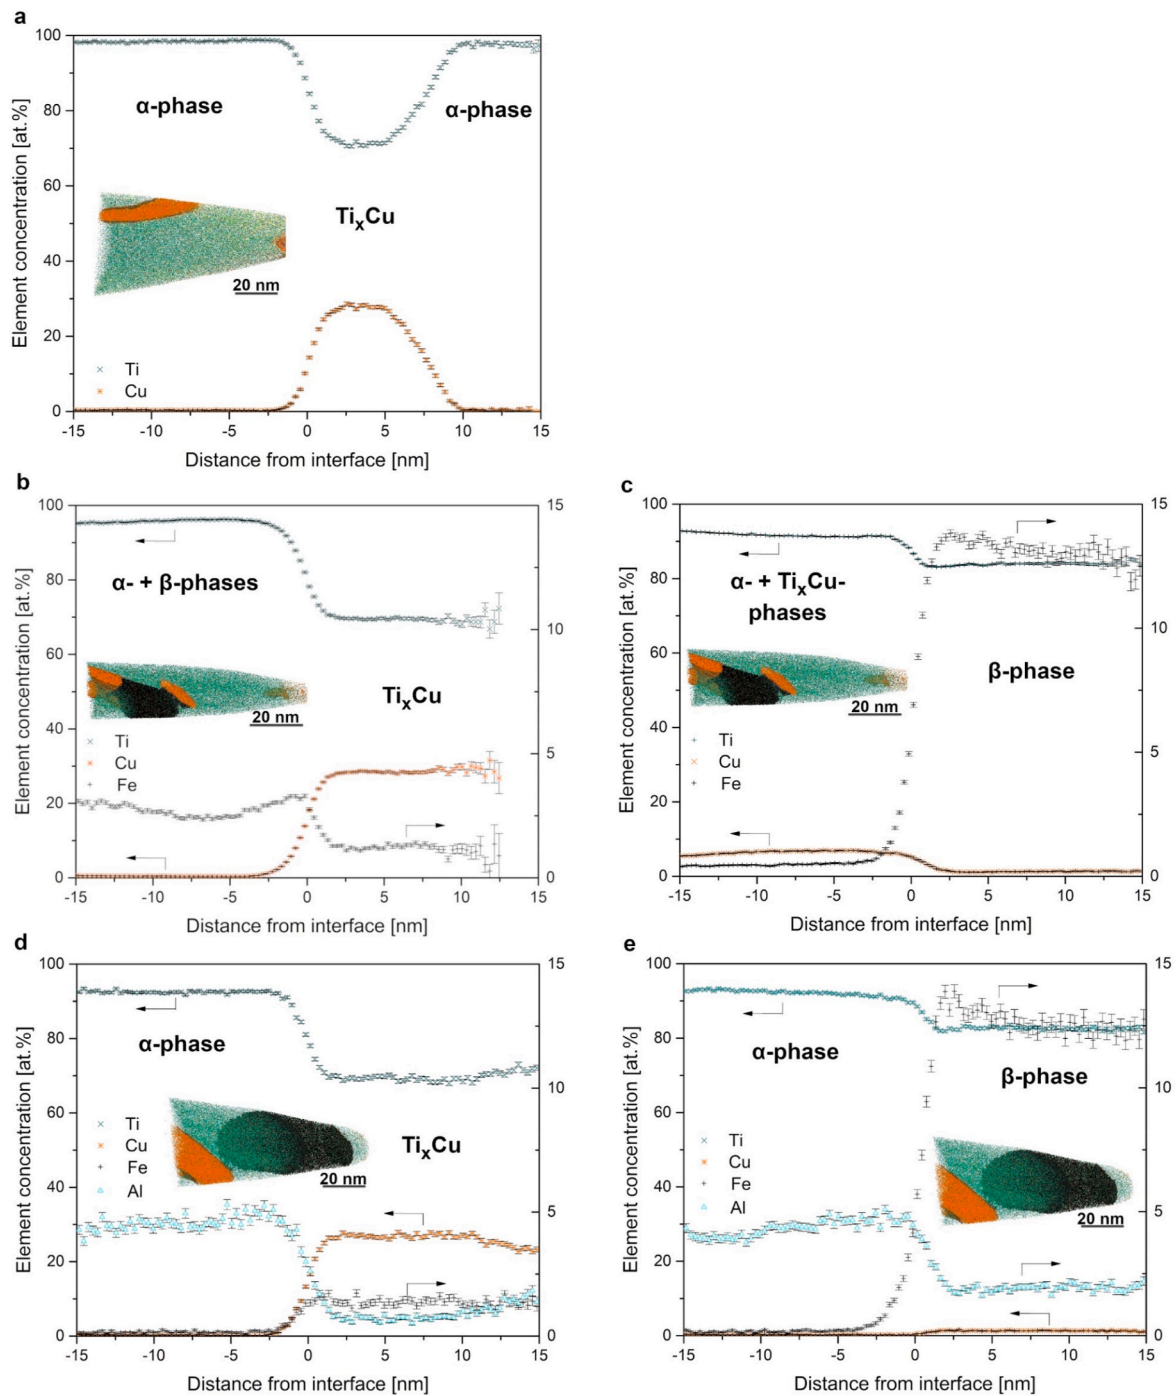 a
100
80
60
40
20
0
Element concentration [at.%]
α-phase
α-phase
TiₓCu
20 nm
Ti
Cu
-15 -10 -5 0 5 10 15
Distance from interface [nm]
b
100
80
60
40
20
0
15
10
5
0
Element concentration [at.%]
α- + β-phases
TiₓCu
20 nm
Ti
Cu
Fe
-15 -10 -5 0 5 10 15
Distance from interface [nm]
c
100
80
60
40
20
0
15
10
5
0
Element concentration [at.%]
α- + TiₓCu-
phases
β-phase
20 nm
Ti
Cu
Fe
-15 -10 -5 0 5 10 15
Distance from interface [nm]
d
100
80
60
40
20
0
15
10
5
0
Element concentration [at.%]
α-phase
TiₓCu
Ti
Cu
Fe
Al
20 nm
-15 -10 -5 0 5 10 15
Distance from interface [nm]
e
100
80
60
40
20
0
15
10
5
0
Element concentration [at.%]
α-phase
β-phase
Ti
Cu
Fe
Al
20 nm
-15 -10 -5 0 5 10 15
Distance from interface [nm]